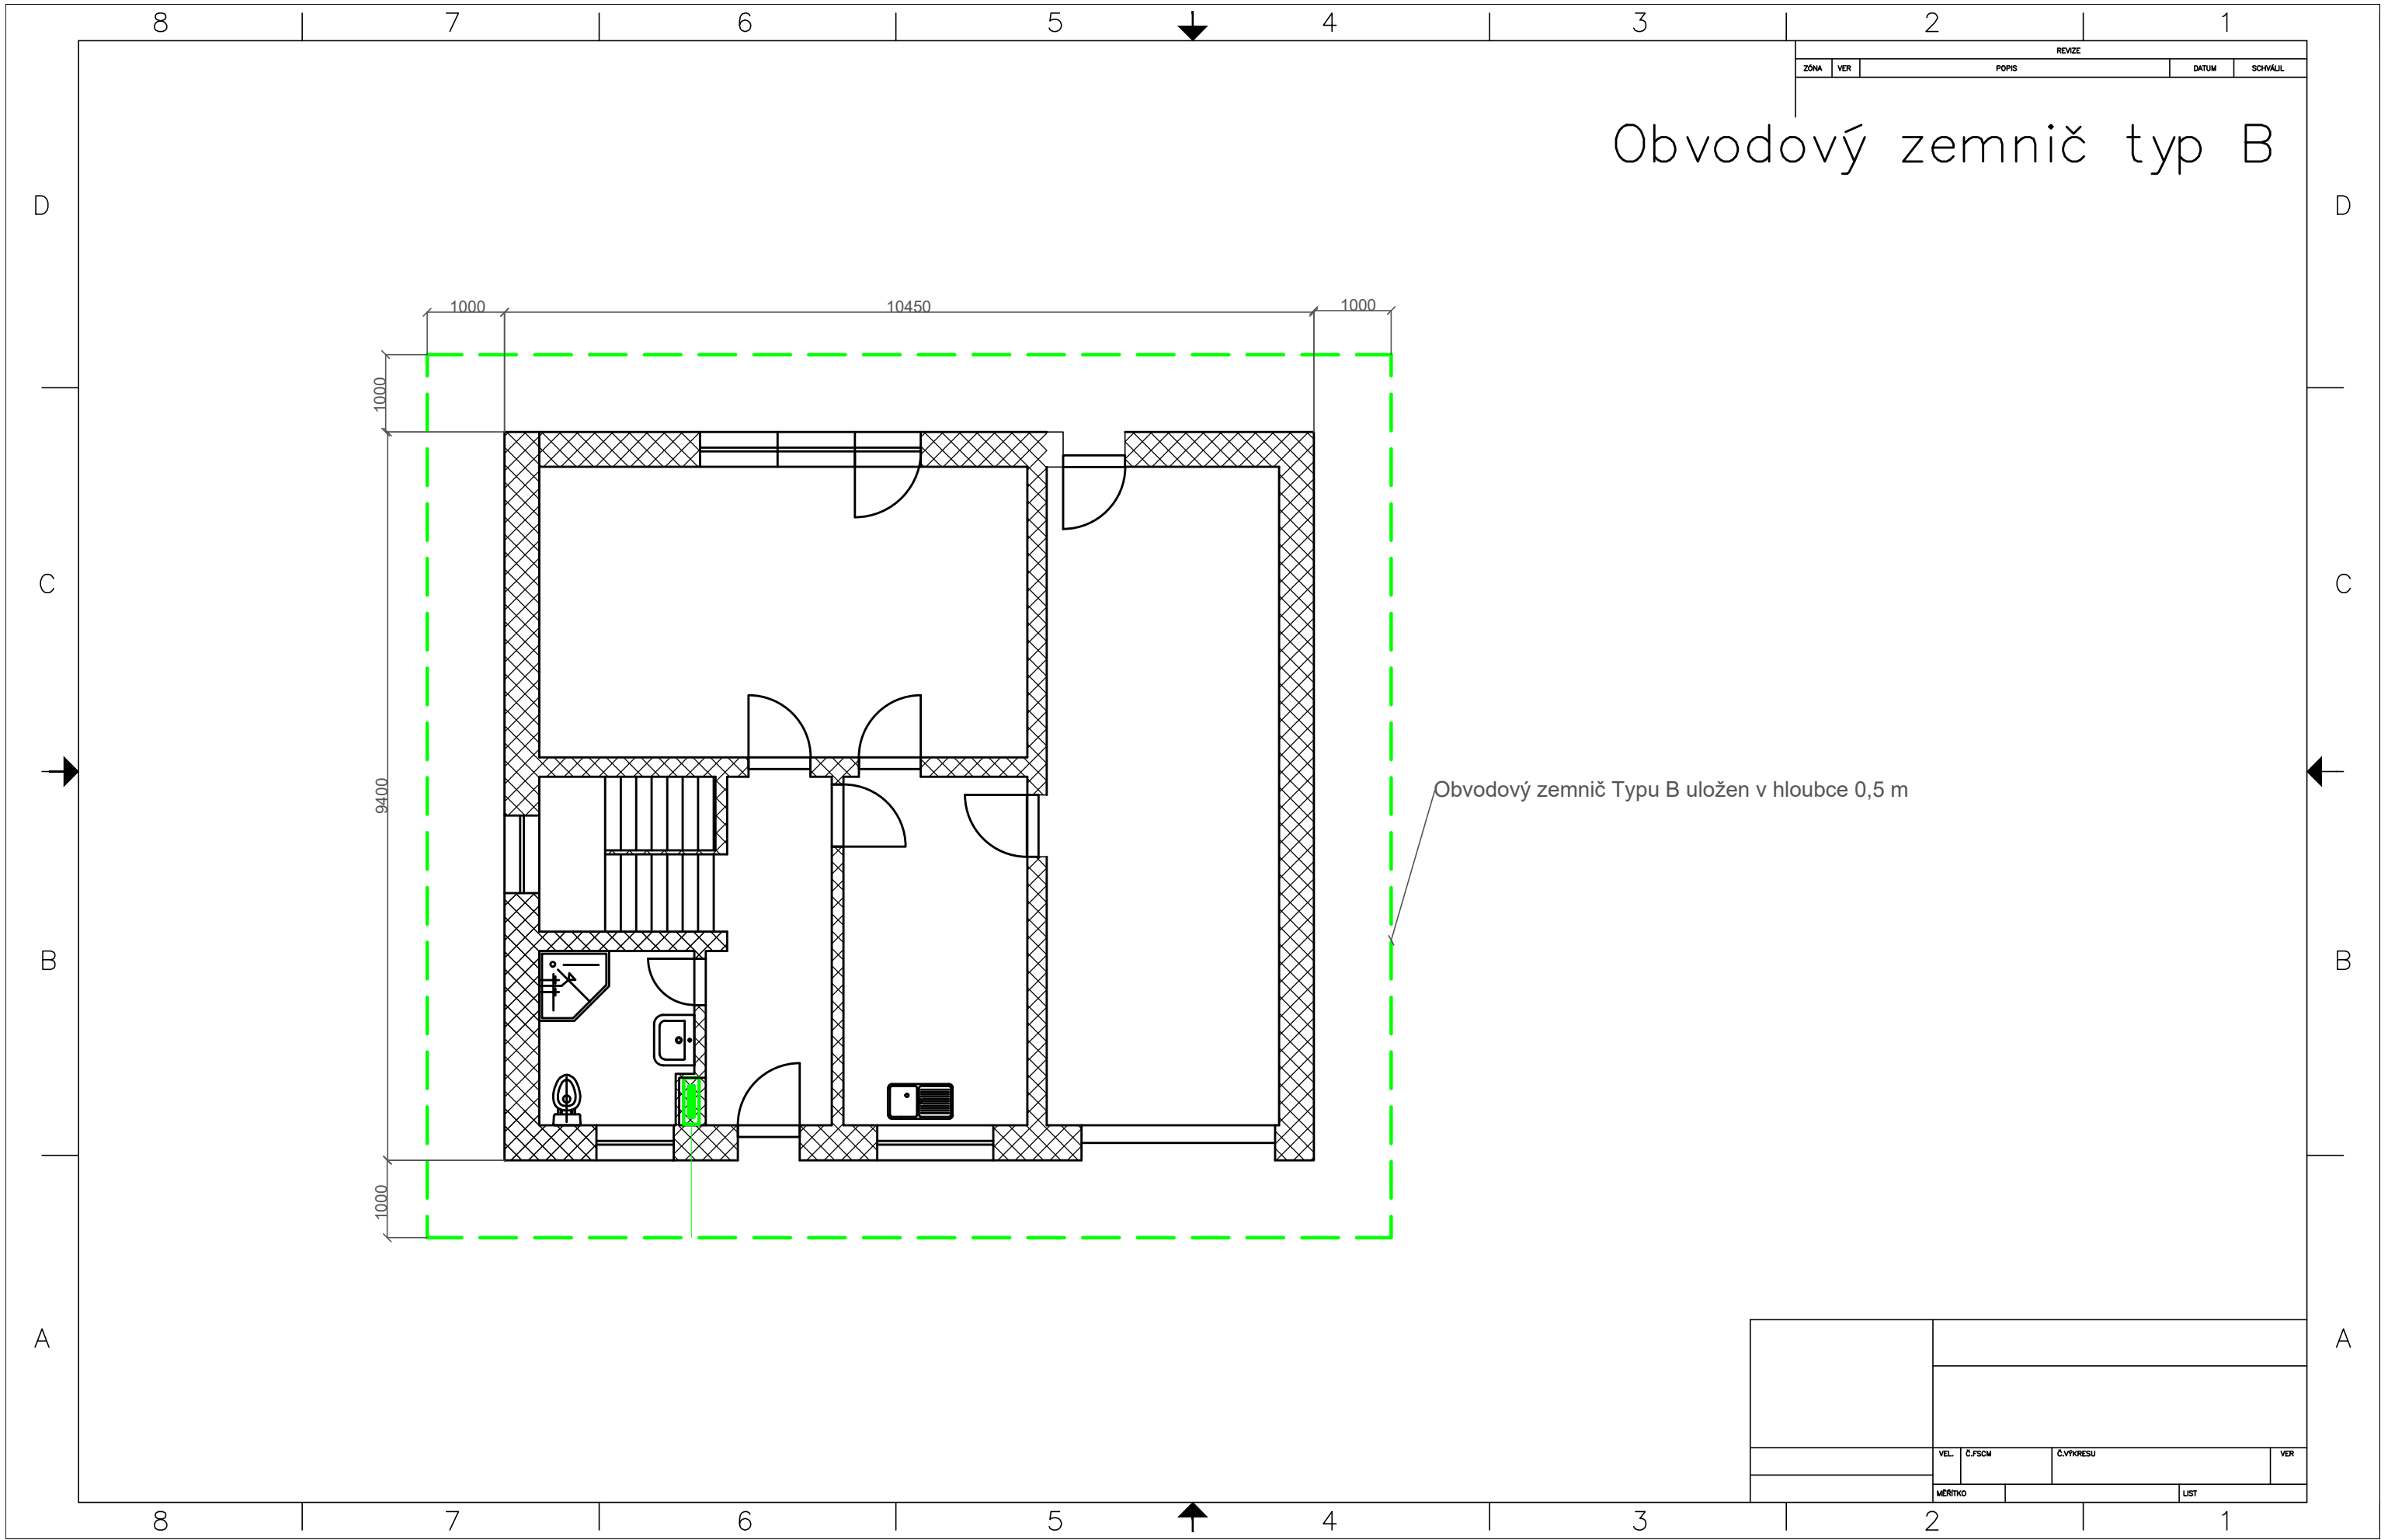 8 7 6 5 4 3 2 1
REVIZE
ZÓNA VER POPIS DATUM SCHVÁLIL
Obvodový zemnič typ B
D D
1000 10450 1000
1000
C C
9400
Obvodový zemnič Typu B uložen v hloubce 0,5 m
B B
1000
A A
VEL. Č.FSCM Č.VÝKRESU VER
MĚŘÍTKO LIST
8 7 6 5 4 3 2 1